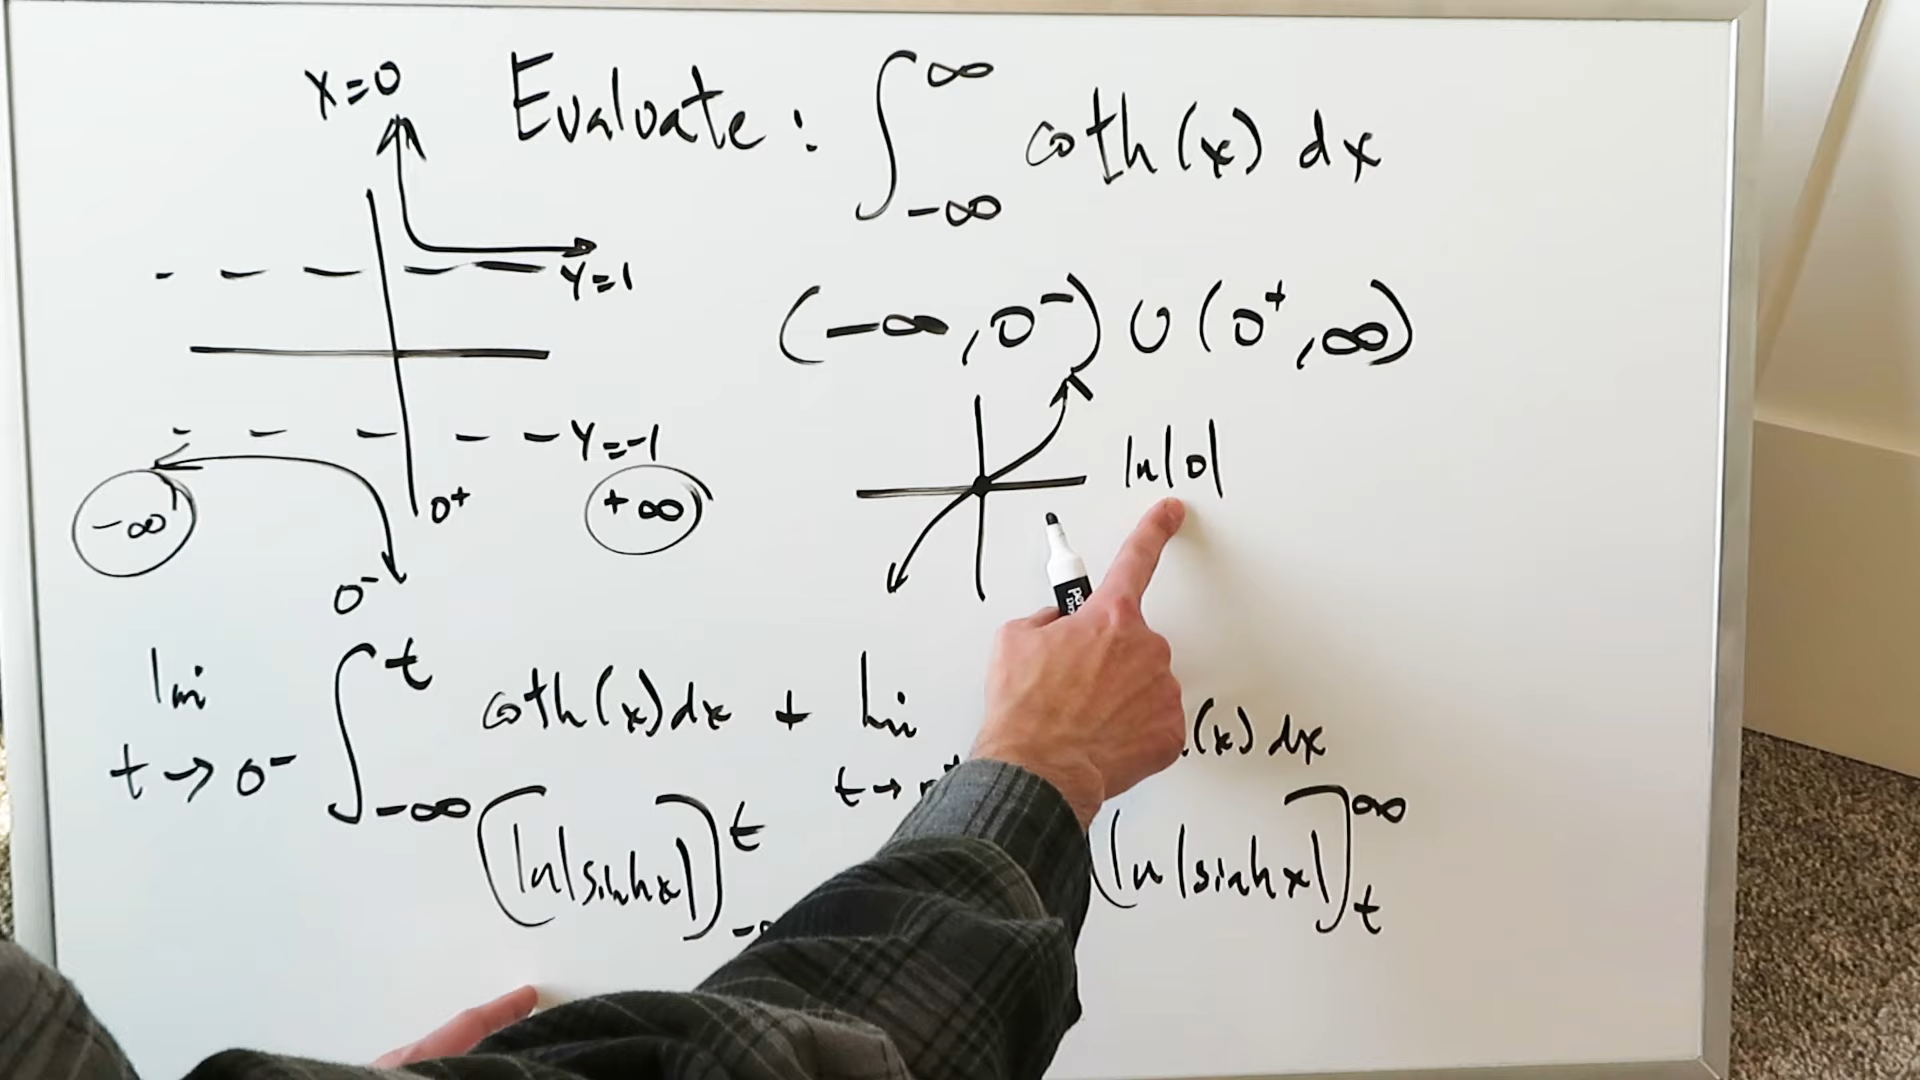 x=0
Evaluate: ∫_{-∞}^{∞} coth(x) dx
y=1
(-∞, 0⁻) ∪ (0⁺, ∞)
y=-1
-∞
0⁺
+∞
ln|0|
0⁻
lim t→0⁻ ∫_{-∞}^{t} coth(x)dx + lim t→ (x) dx
[ln|sinhx|]^{t} [ln|sinhx|]_{t}^{∞}